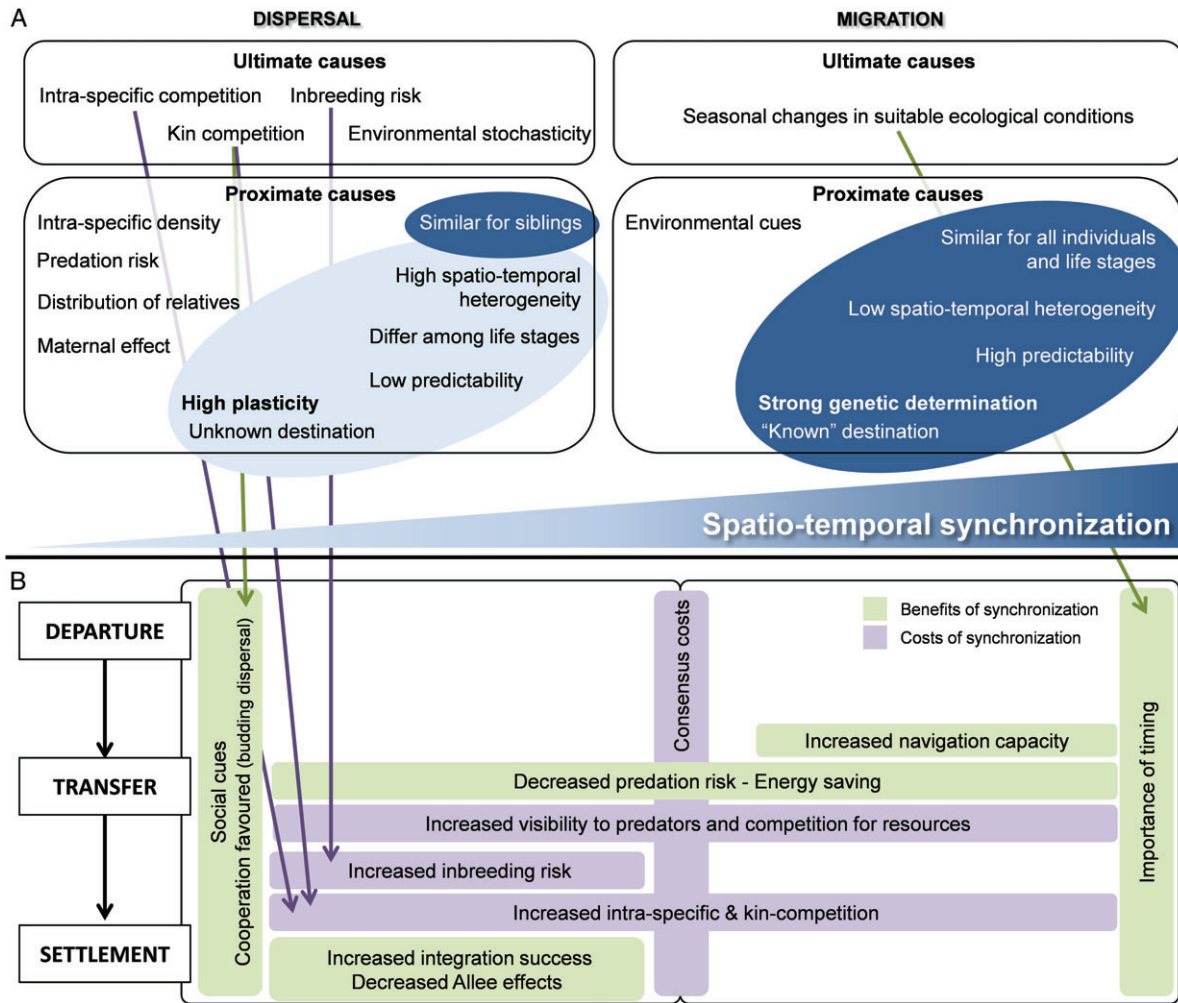 A
DISPERSAL
Ultimate causes
Intra-specific competition
Inbreeding risk
Kin competition
Environmental stochasticity
Proximate causes
Intra-specific density
Predation risk
Distribution of relatives
Maternal effect
Similar for siblings
High spatio-temporal
heterogeneity
Differ among life stages
Low predictability
High plasticity
Unknown destination
MIGRATION
Ultimate causes
Seasonal changes in suitable ecological conditions
Proximate causes
Environmental cues
Similar for all individuals
and life stages
Low spatio-temporal heterogeneity
High predictability
Strong genetic determination
“Known” destination
Spatio-temporal synchronization
B
DEPARTURE
TRANSFER
SETTLEMENT
Social cues
Cooperation favoured (budding dispersal)
Consensus costs
Benefits of synchronization
Costs of synchronization
Increased navigation capacity
Decreased predation risk - Energy saving
Increased visibility to predators and competition for resources
Increased inbreeding risk
Increased intra-specific & kin-competition
Increased integration success
Decreased Allee effects
Importance of timing